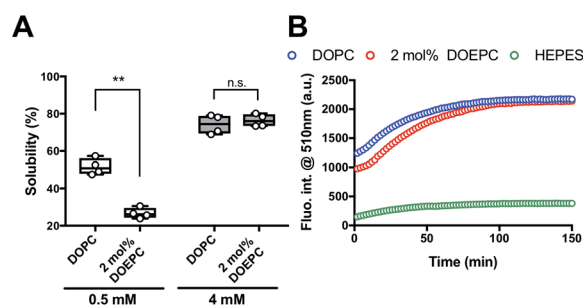 A
Solubility (%)
100
80
60
40
20
**
n.s.
DOPC
2 mol%
DOEPC
DOPC
2 mol%
DOEPC
0.5 mM
4 mM
B
DOPC 2 mol% DOEPC HEPES
Fluo. int. @ 510nm (a.u.)
2500
2000
1500
1000
500
0
0 50 100 150
Time (min)